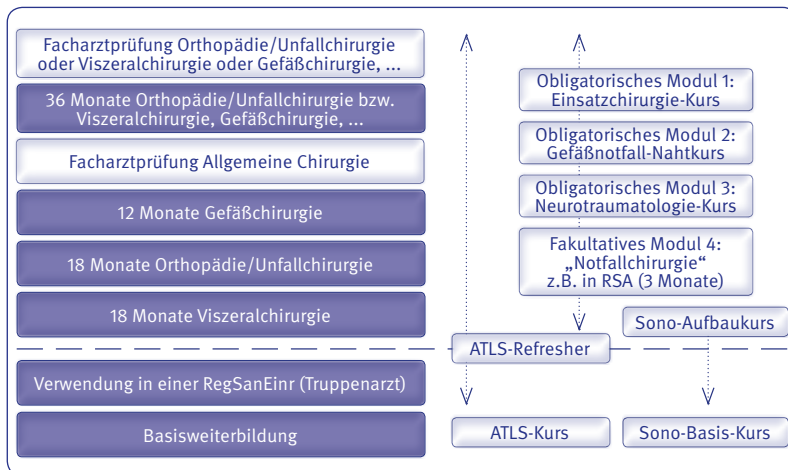 Facharztprüfung Orthopädie/Unfallchirurgie
oder Viszeralchirurgie oder Gefäßchirurgie, ...
36 Monate Orthopädie/Unfallchirurgie bzw.
Viszeralchirurgie, Gefäßchirurgie, ...
Facharztprüfung Allgemeine Chirurgie
12 Monate Gefäßchirurgie
18 Monate Orthopädie/Unfallchirurgie
18 Monate Viszeralchirurgie
Verwendung in einer RegSanEinr (Truppenarzt)
Basisweiterbildung
Obligatorisches Modul 1:
Einsatzchirurgie-Kurs
Obligatorisches Modul 2:
Gefäßnotfall-Nahtkurs
Obligatorisches Modul 3:
Neurotraumatologie-Kurs
Fakultatives Modul 4:
„Notfallchirurgie“
z.B. in RSA (3 Monate)
Sono-Aufbaukurs
ATLS-Refresher
ATLS-Kurs
Sono-Basis-Kurs